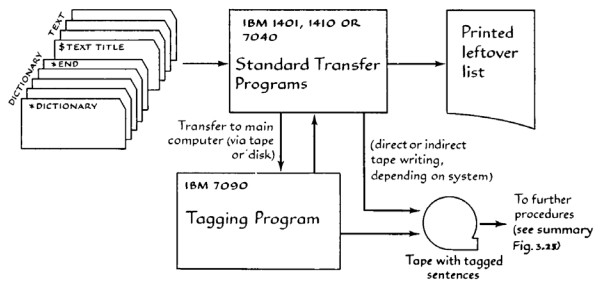 TEXT
$TEXT TITLE
*END
DICTIONARY
*DICTIONARY
IBM 1401, 1410 OR
7040
Standard Transfer
Programs
Printed
leftover
list
Transfer to main
computer (via tape
or disk)
(direct or indirect
tape writing,
depending on system)
IBM 7090
Tagging Program
To further
procedures
(see summary
Fig. 3.28)
Tape with tagged
sentences